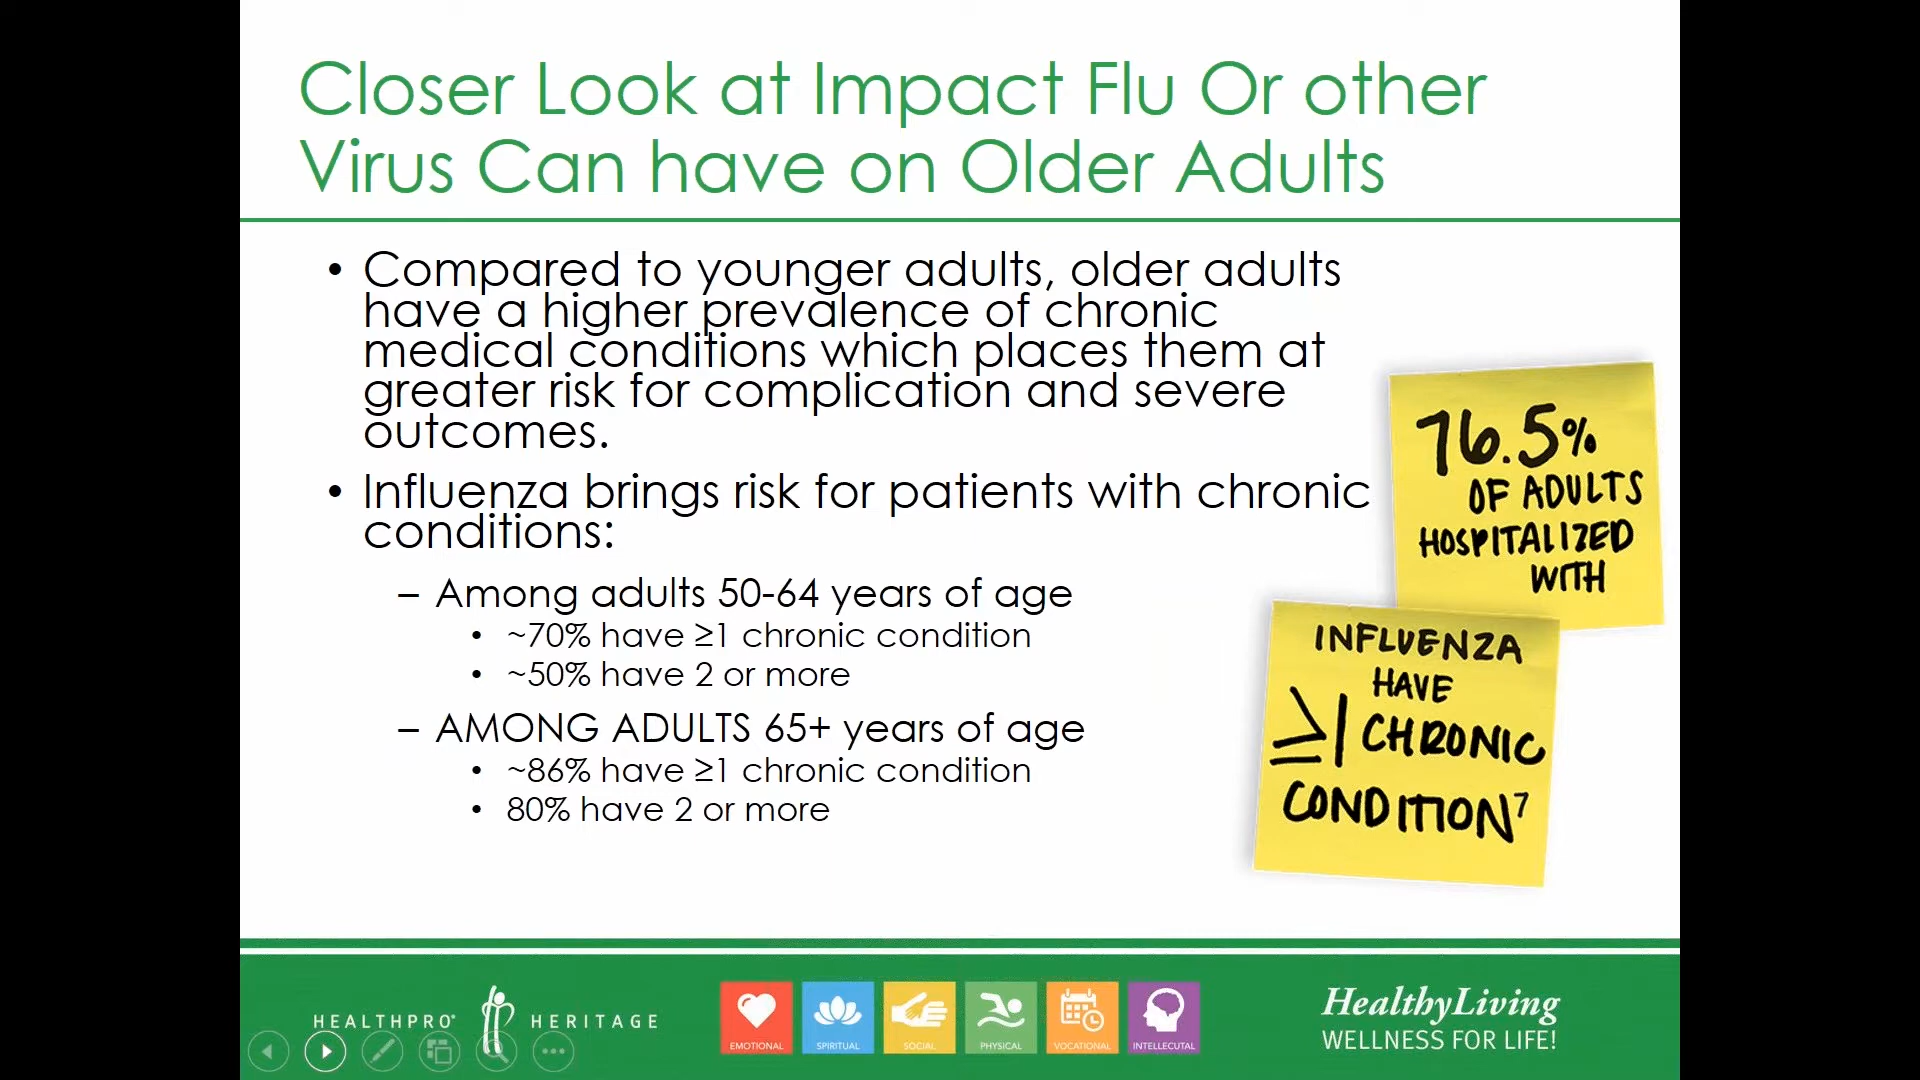 Closer Look at Impact Flu Or other
Virus Can have on Older Adults
• Compared to younger adults, older adults
have a higher prevalence of chronic
medical conditions which places them at
greater risk for complication and severe
outcomes.
• Influenza brings risk for patients with chronic
conditions:
– Among adults 50-64 years of age
• ~70% have ≥1 chronic condition
• ~50% have 2 or more
– AMONG ADULTS 65+ years of age
• ~86% have ≥1 chronic condition
• 80% have 2 or more
76.5%
OF ADULTS
HOSPITALIZED
WITH
INFLUENZA
HAVE
≥1 CHRONIC
CONDITION⁷
HEALTHPRO® HERITAGE
EMOTIONAL
SPIRITUAL
SOCIAL
PHYSICAL
VOCATIONAL
INTELLECUTAL
HealthyLiving
WELLNESS FOR LIFE!